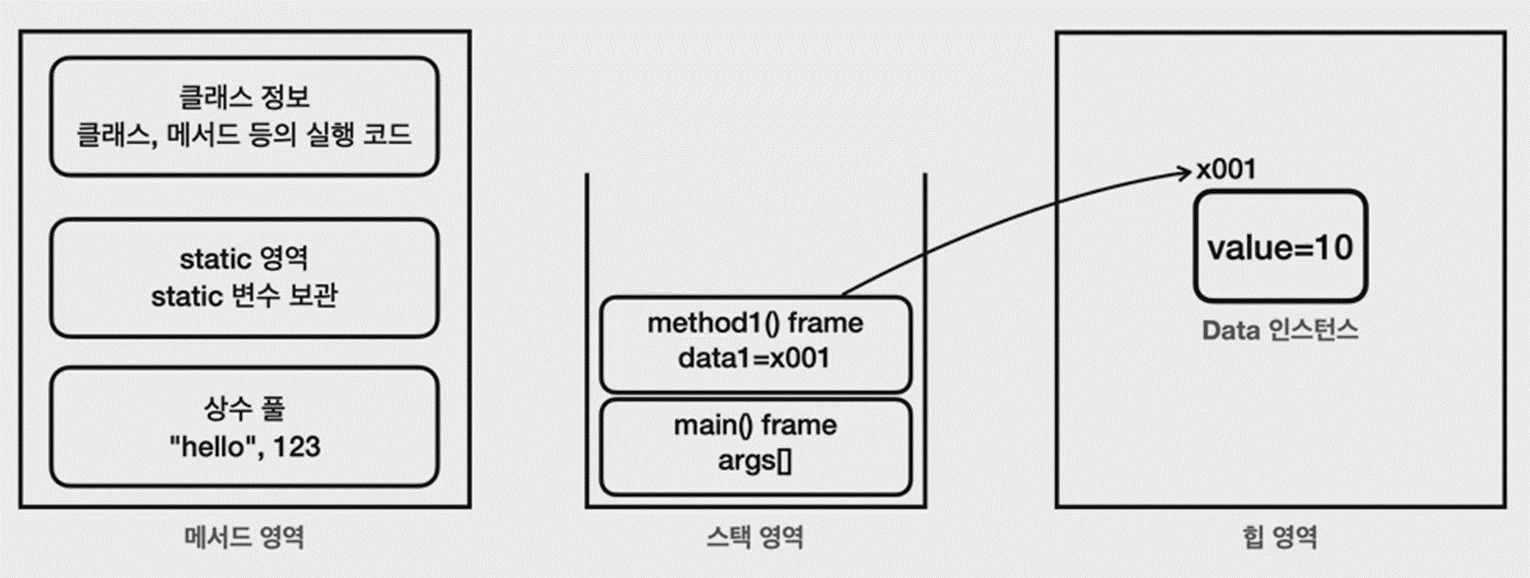 클래스 정보
클래스, 메서드 등의 실행 코드
static 영역
static 변수 보관
상수 풀
"hello", 123
메서드 영역
method1() frame
data1=x001
main() frame
args[]
스택 영역
x001
value=10
Data 인스턴스
힙 영역